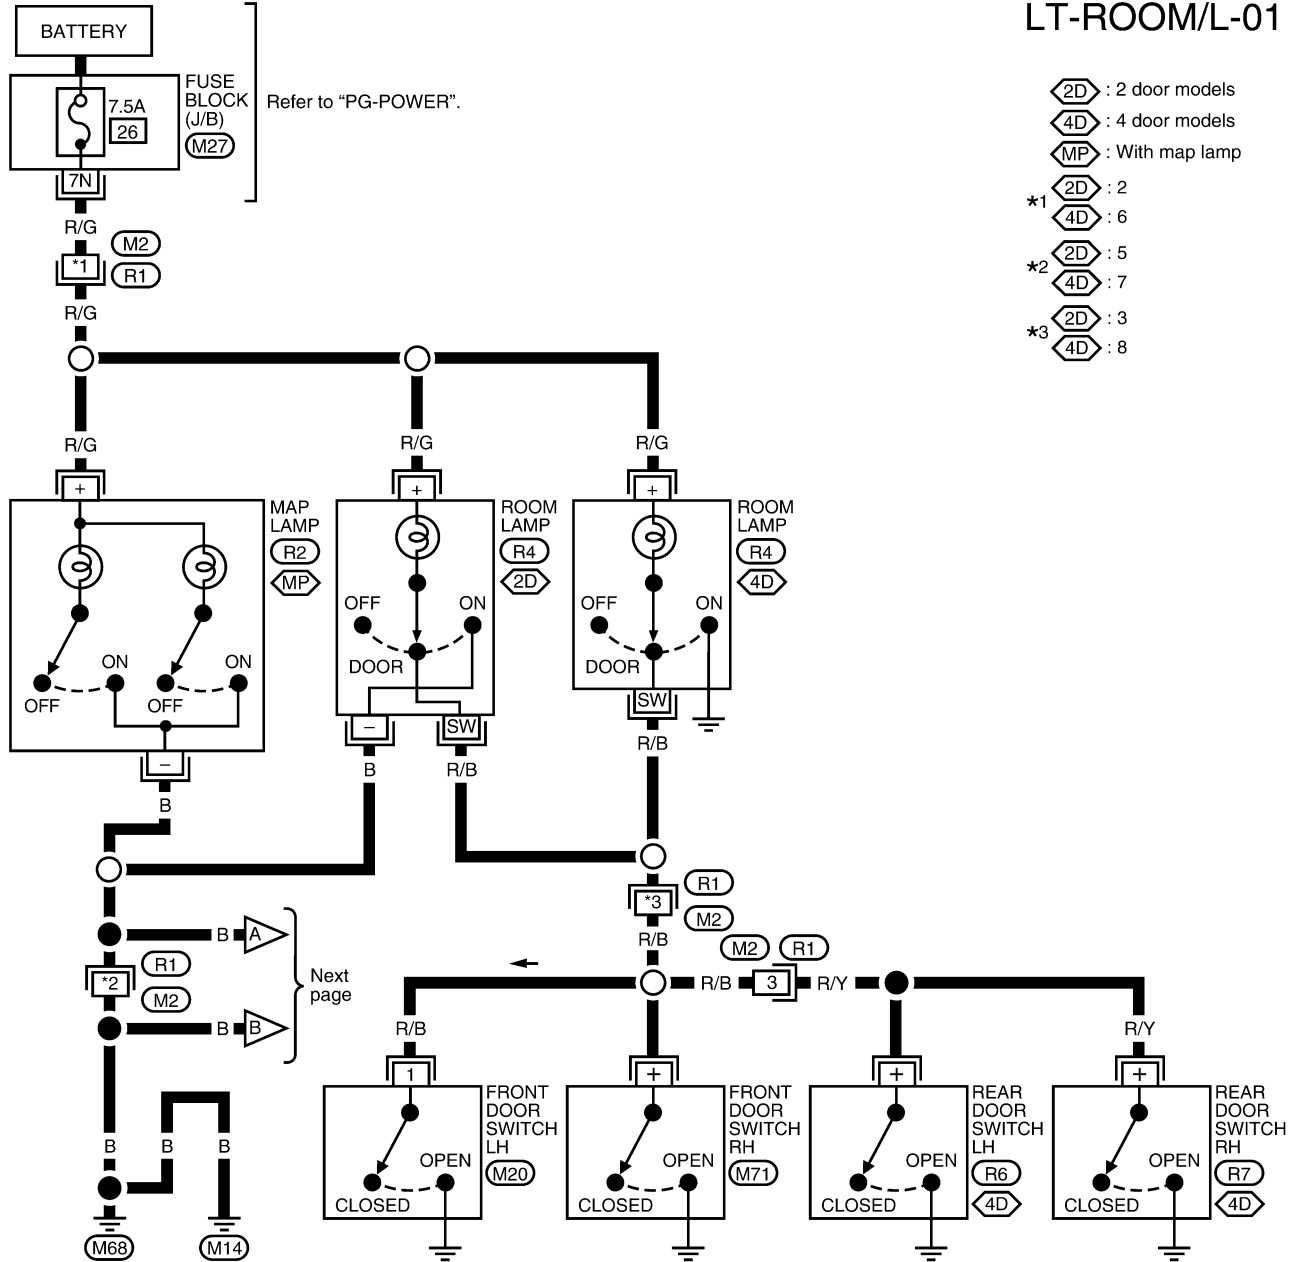 LT-ROOM/L-01
BATTERY
FUSE
BLOCK
(J/B)
M27
7.5A
26
7N
Refer to “PG-POWER”.
2D : 2 door models
4D : 4 door models
MP : With map lamp
*1
2D : 2
4D : 6
*2
2D : 5
4D : 7
*3
2D : 3
4D : 8
R/G
*1
M2
R1
R/G
R/G
R/G
R/G
+
+
+
MAP
LAMP
R2
MP
ROOM
LAMP
R4
2D
ROOM
LAMP
R4
4D
OFF
ON
OFF
ON
OFF
ON
DOOR
OFF
ON
DOOR
–
–
SW
SW
B
B
R/B
R/B
*3
R1
M2
R/B
B
A
B
B
Next
page
*2
R1
M2
M2
R1
R/B
3
R/Y
R/B
R/Y
1
+
+
+
FRONT
DOOR
SWITCH
LH
M20
FRONT
DOOR
SWITCH
RH
M71
REAR
DOOR
SWITCH
LH
R6
4D
REAR
DOOR
SWITCH
RH
R7
4D
OPEN
CLOSED
OPEN
CLOSED
OPEN
CLOSED
OPEN
CLOSED
B
B
B
M68
M14